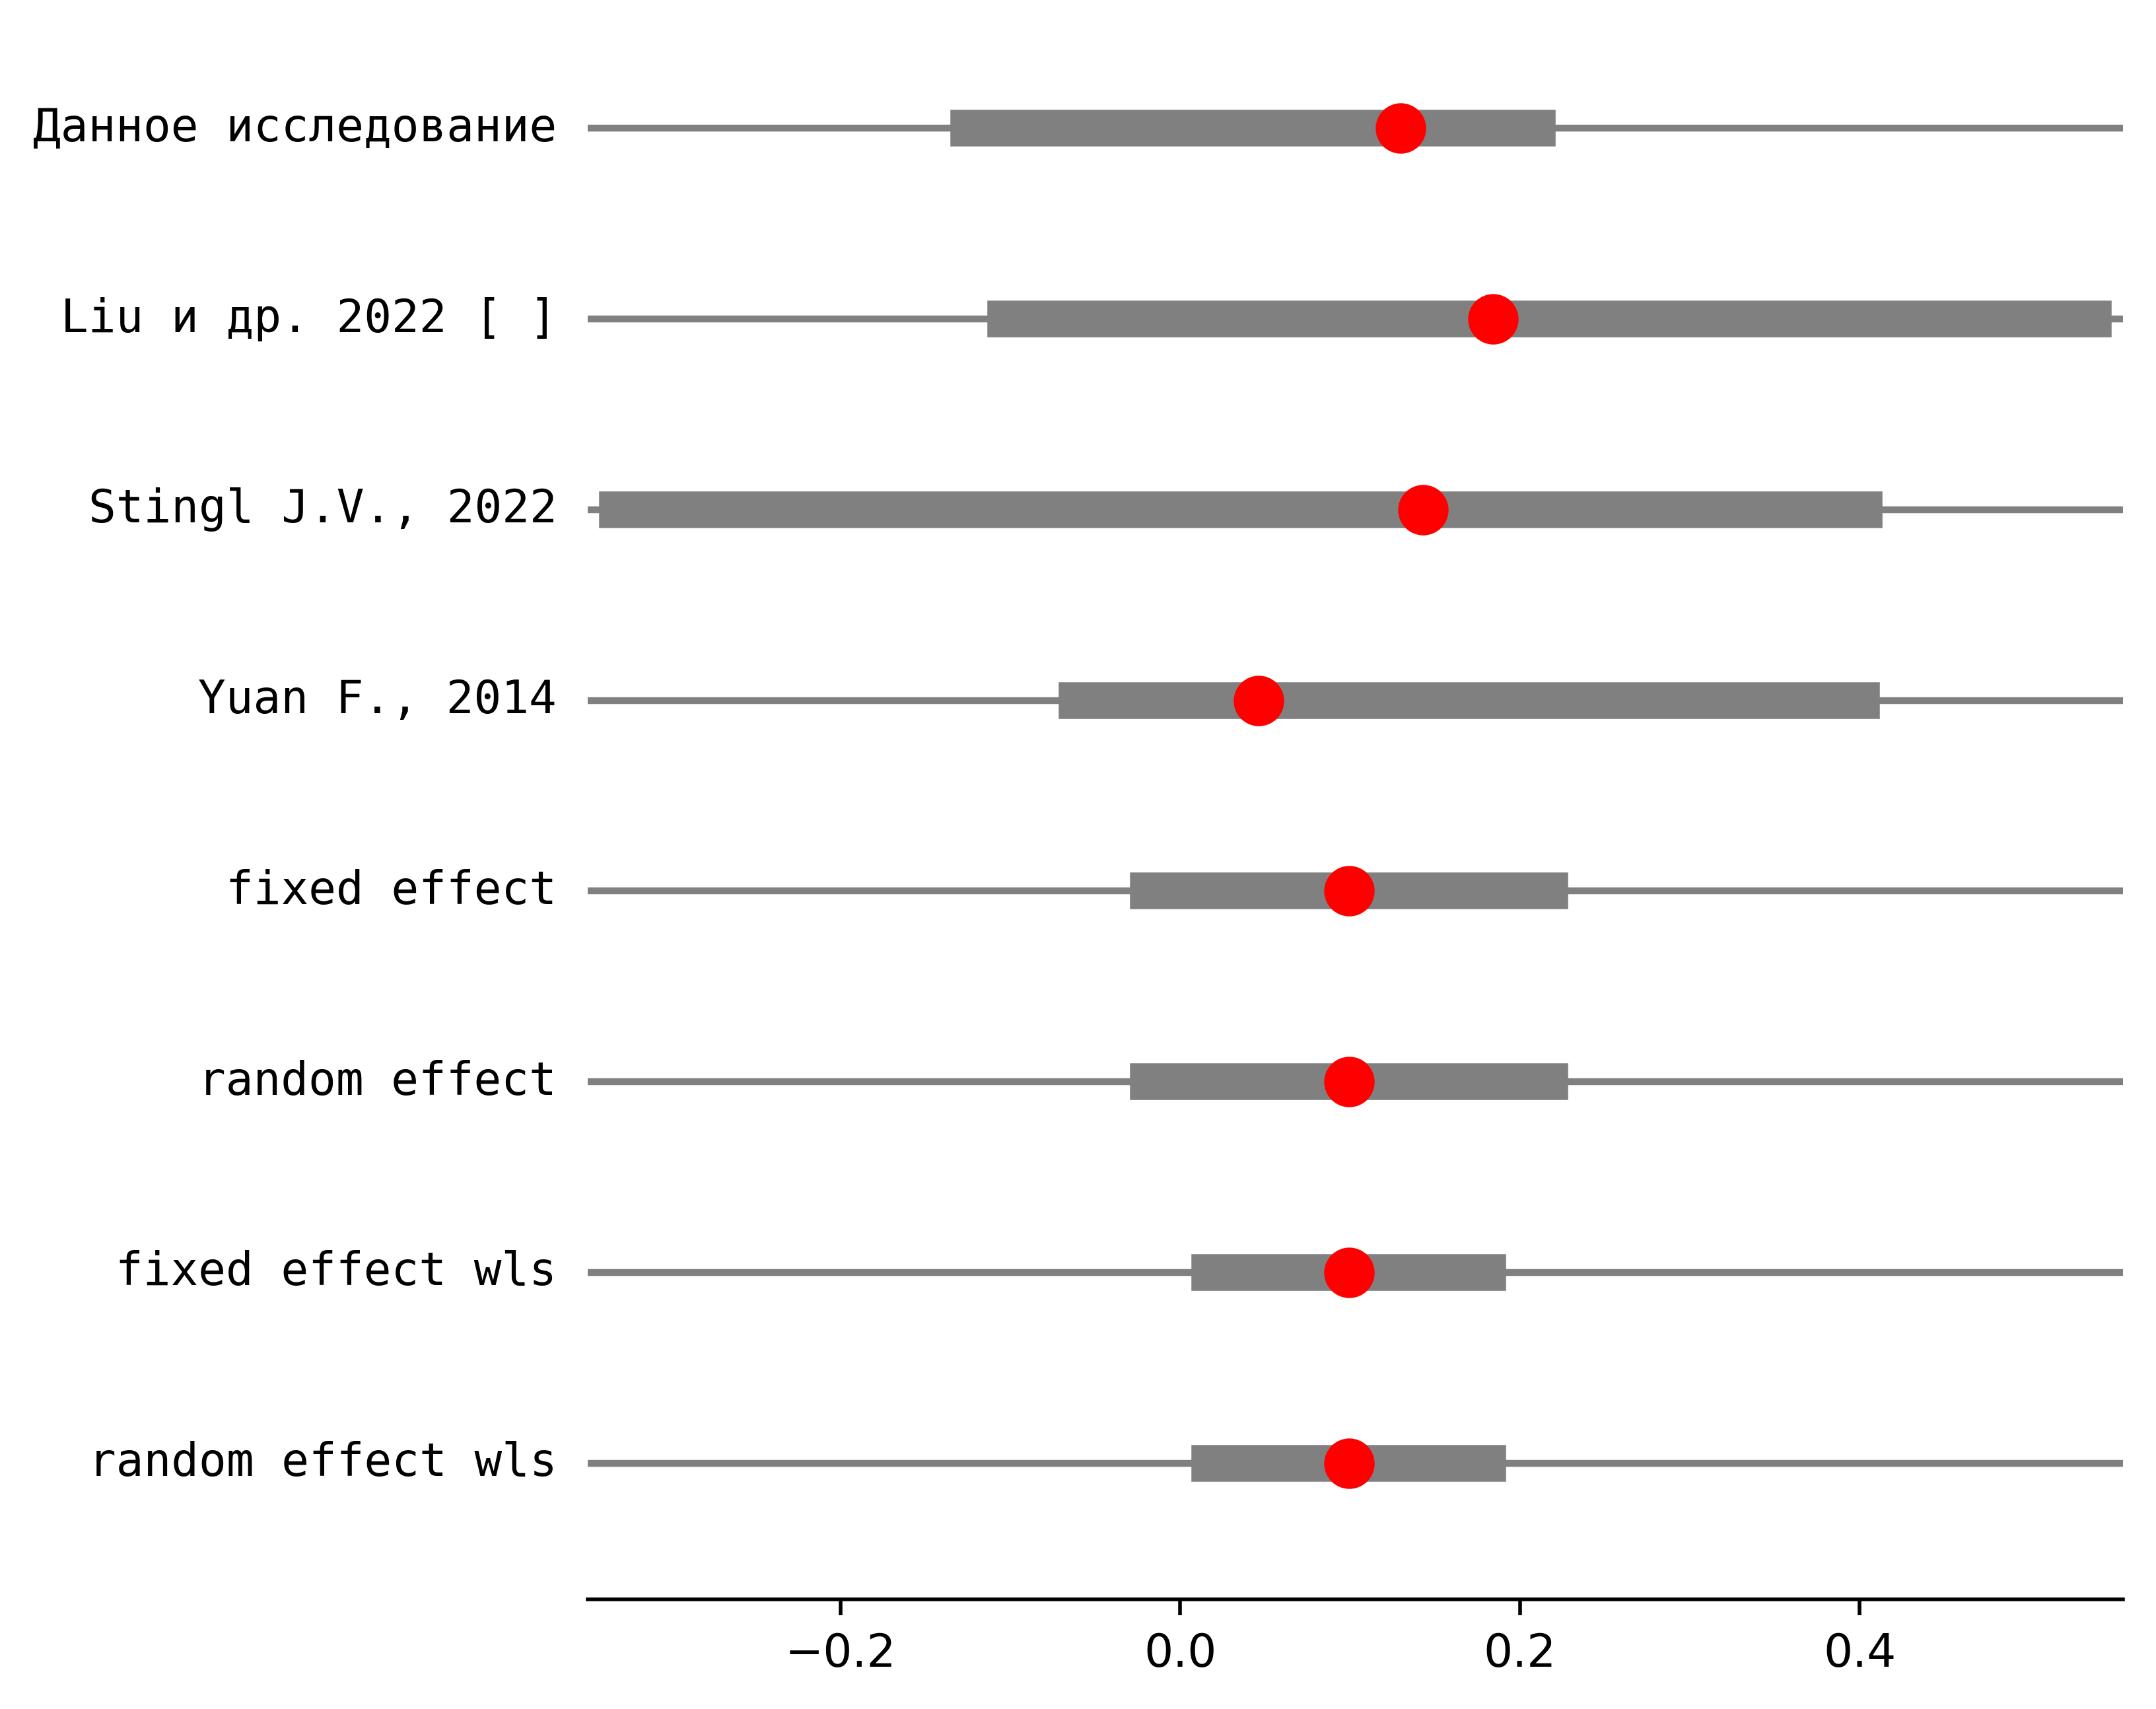 Данное исследование
Liu и др. 2022 [ ]
Stingl J.V., 2022
Yuan F., 2014
fixed effect
random effect
fixed effect wls
random effect wls
−0.2 0.0 0.2 0.4